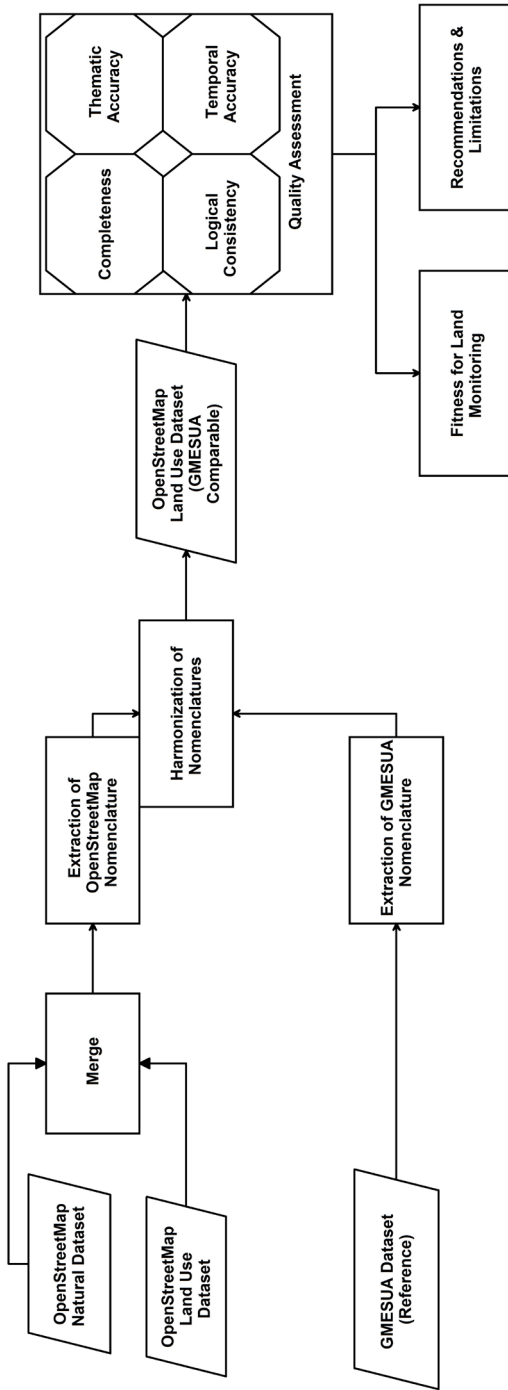 OpenStreetMap
Natural Dataset
OpenStreetMap
Land Use
Dataset
GMESUA Dataset
(Reference)
Merge
Extraction of
OpenStreetMap
Nomenclature
Extraction of GMESUA
Nomenclature
Harmonization of
Nomenclatures
OpenStreetMap
Land Use Dataset
(GMESUA
Comparable)
Completeness
Thematic
Accuracy
Logical
Consistency
Temporal
Accuracy
Quality Assessment
Fitness for Land
Monitoring
Recommendations &
Limitations